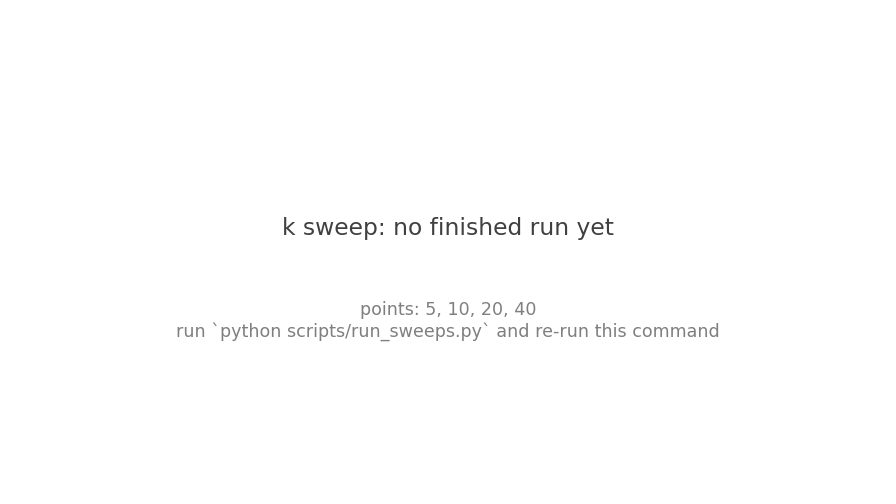 k sweep: no finished run yet
points: 5, 10, 20, 40
run `python scripts/run_sweeps.py` and re-run this command